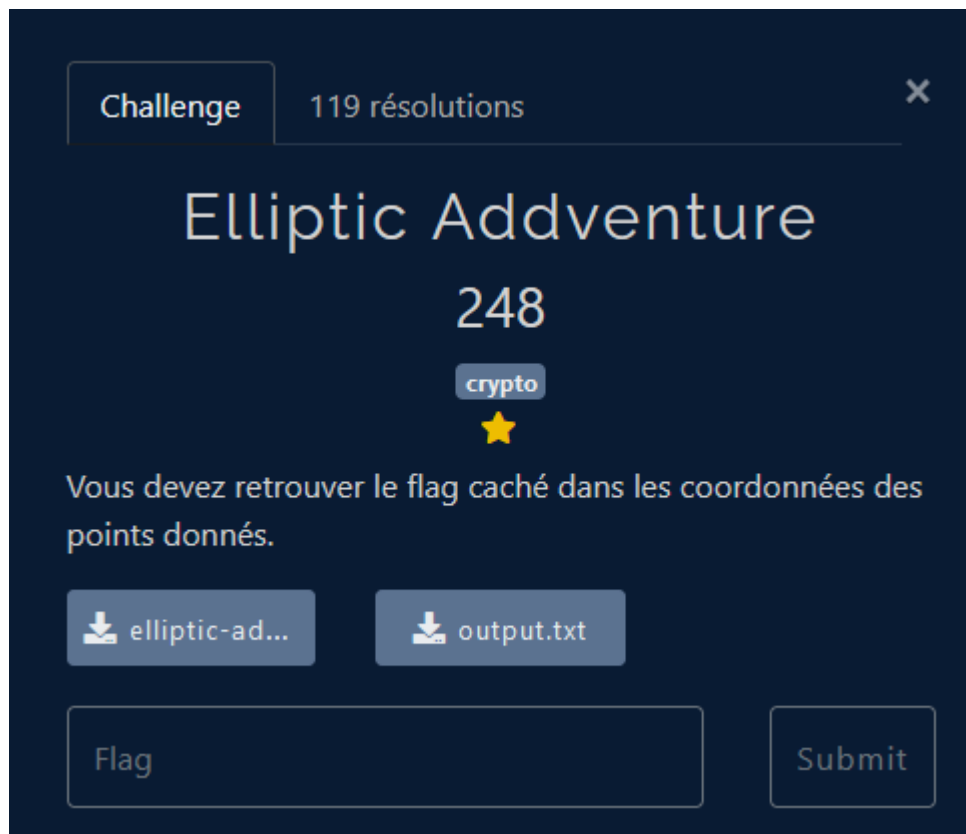 Challenge
119 résolutions
×
Elliptic Addventure
248
crypto
Vous devez retrouver le flag caché dans les coordonnées des
points donnés.
elliptic-ad...
output.txt
Flag
Submit